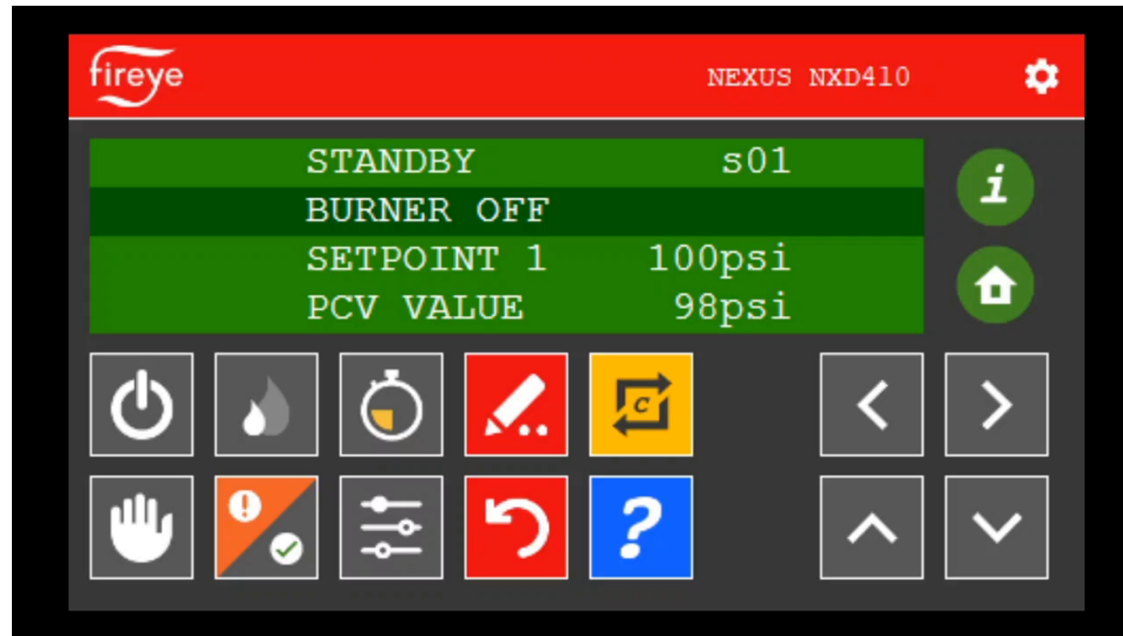 fireye
NEXUS NXD410
STANDBY s01
BURNER OFF
SETPOINT 1 100psi
PCV VALUE 98psi
i
C
?